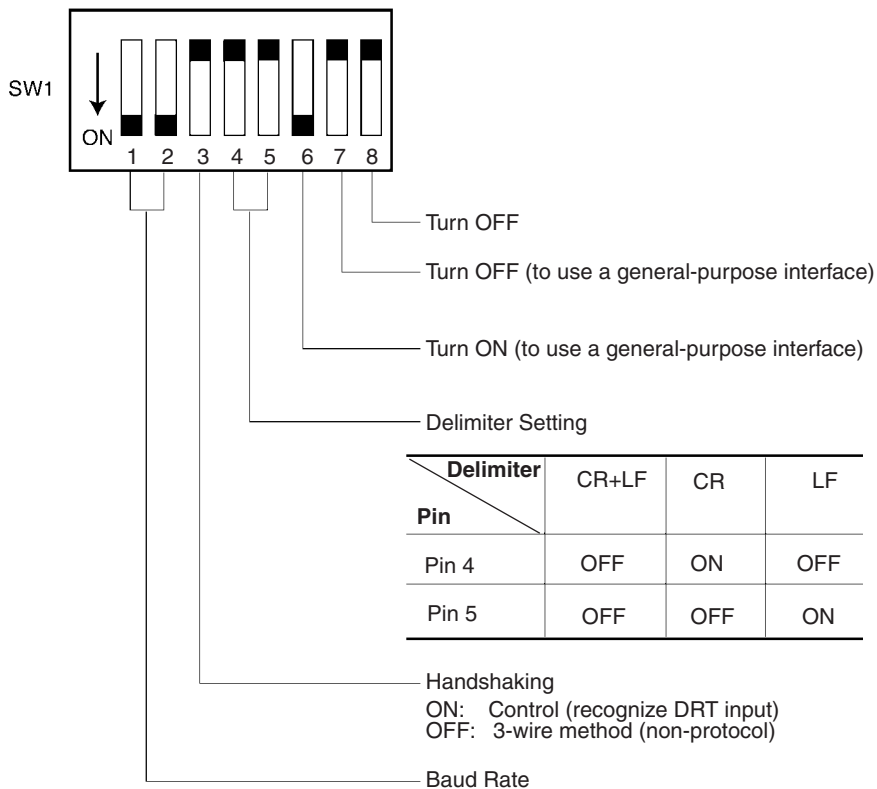 SW1
ON
1 2 3 4 5 6 7 8
Turn OFF
Turn OFF (to use a general-purpose interface)
Turn ON (to use a general-purpose interface)
Delimiter Setting
Delimiter CR+LF CR LF
Pin
Pin 4 OFF ON OFF
Pin 5 OFF OFF ON
Handshaking
ON: Control (recognize DRT input)
OFF: 3-wire method (non-protocol)
Baud Rate